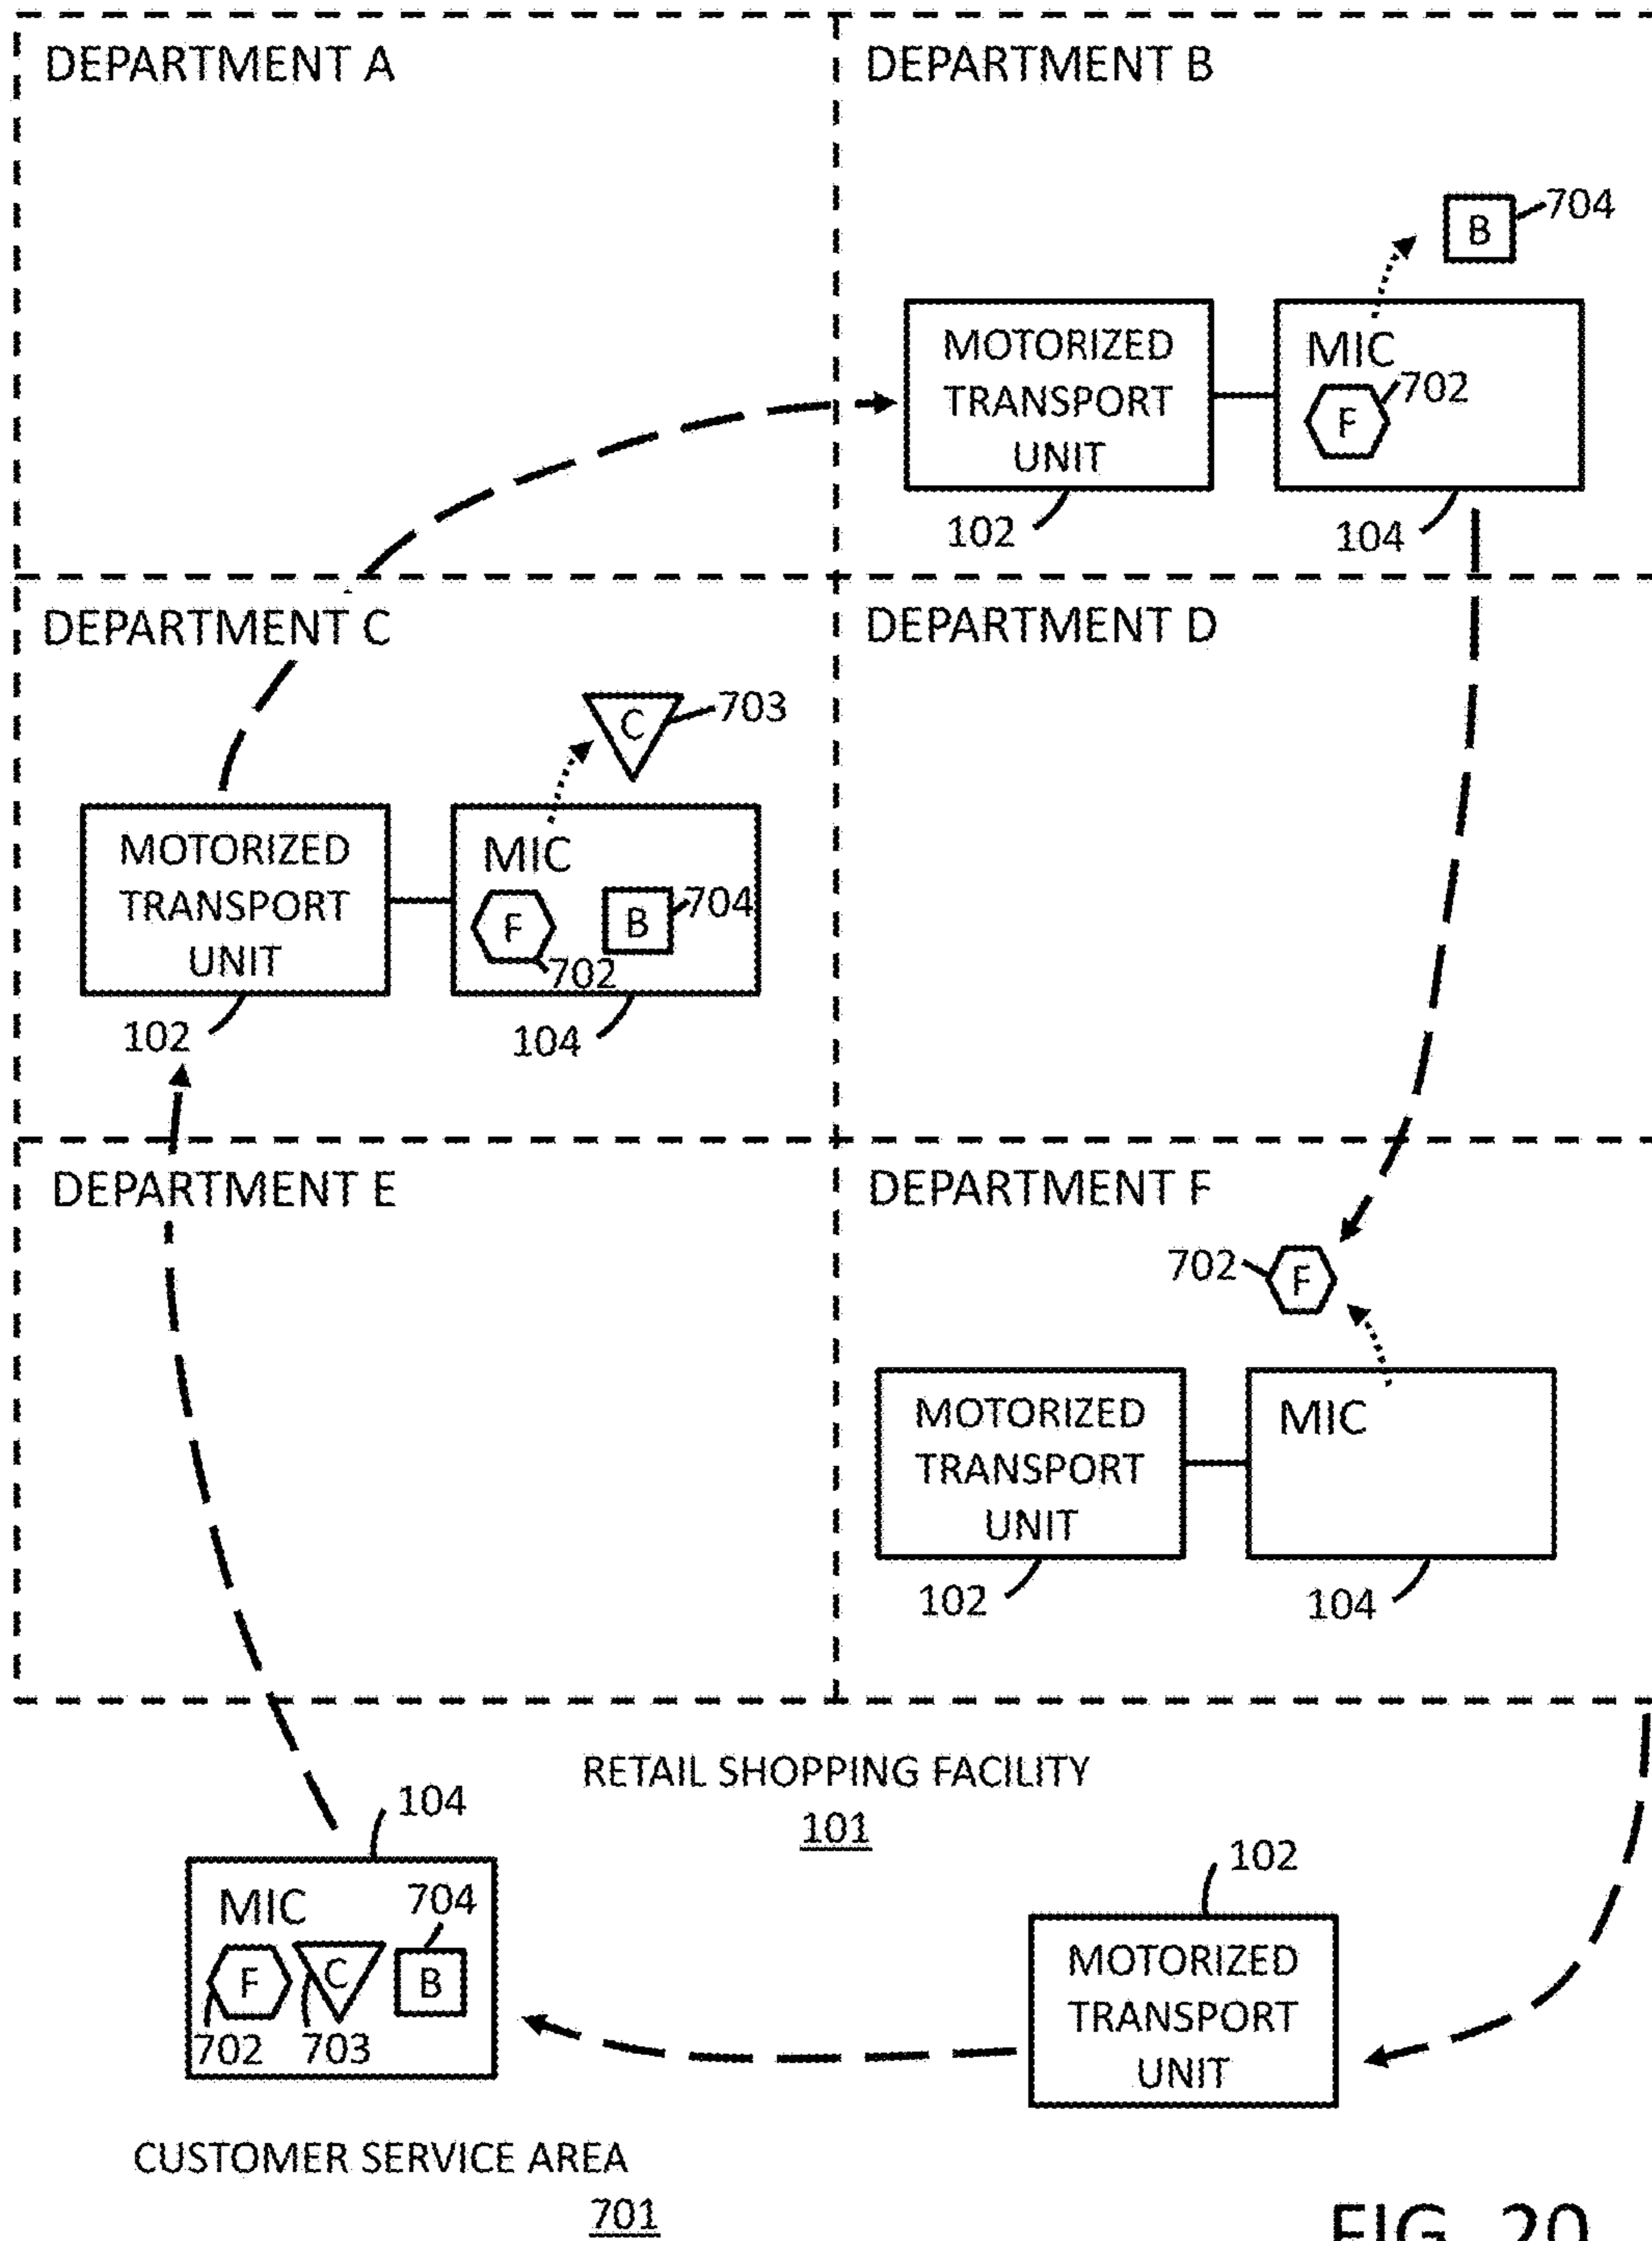 DEPARTMENT A
DEPARTMENT B
B
704
MOTORIZED
TRANSPORT
UNIT
102
MIC
F
702
104
DEPARTMENT C
C
703
MOTORIZED
TRANSPORT
UNIT
102
MIC
F
702
B
704
104
DEPARTMENT D
DEPARTMENT E
DEPARTMENT F
702
F
MOTORIZED
TRANSPORT
UNIT
102
MIC
104
RETAIL SHOPPING FACILITY
101
104
MIC
704
F
C
B
702
703
102
MOTORIZED
TRANSPORT
UNIT
CUSTOMER SERVICE AREA
701
FIG. 20